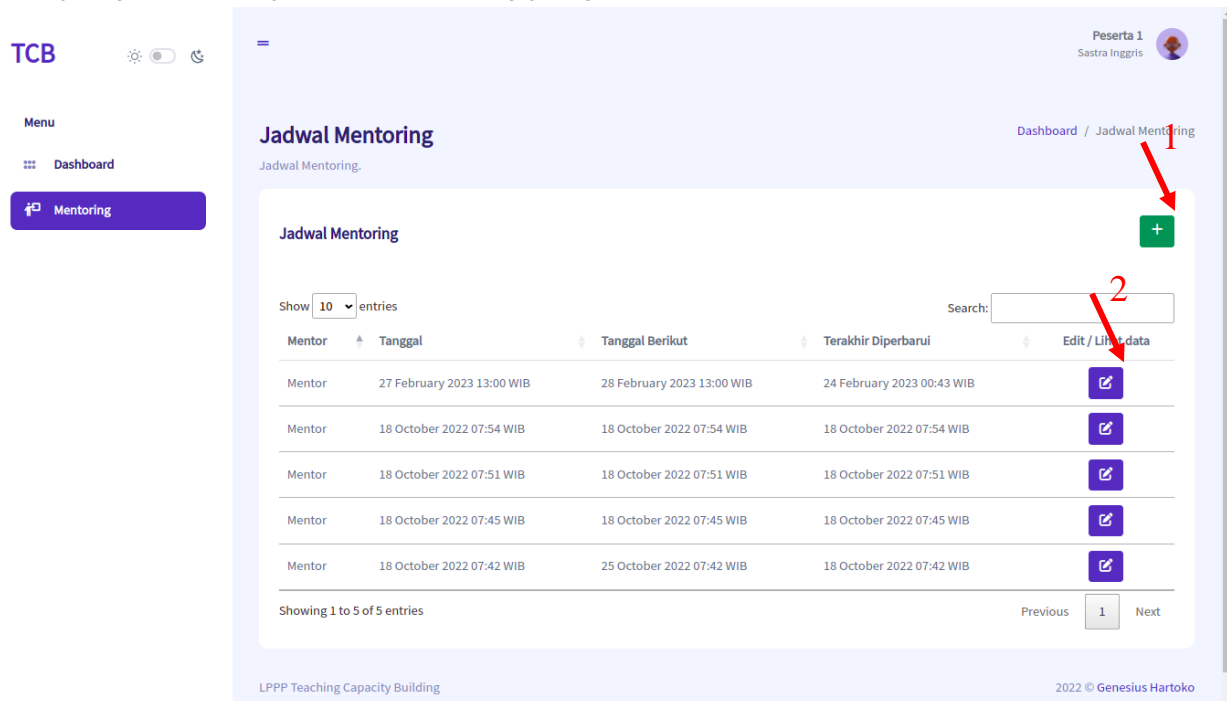 TCB
Peserta 1
Sastra Inggris
Menu
Dashboard
Mentoring
Jadwal Mentoring
Dashboard / Jadwal Mentoring
Jadwal Mentoring.
1
Jadwal Mentoring
+
2
Show 10 entries
Search:
Mentor Tanggal Tanggal Berikut Terakhir Diperbarui Edit / Lihat data
Mentor 27 February 2023 13:00 WIB 28 February 2023 13:00 WIB 24 February 2023 00:43 WIB
Mentor 18 October 2022 07:54 WIB 18 October 2022 07:54 WIB 18 October 2022 07:54 WIB
Mentor 18 October 2022 07:51 WIB 18 October 2022 07:51 WIB 18 October 2022 07:51 WIB
Mentor 18 October 2022 07:45 WIB 18 October 2022 07:45 WIB 18 October 2022 07:45 WIB
Mentor 18 October 2022 07:42 WIB 25 October 2022 07:42 WIB 18 October 2022 07:42 WIB
Showing 1 to 5 of 5 entries
Previous 1 Next
LPPP Teaching Capacity Building
2022 © Genesius Hartoko